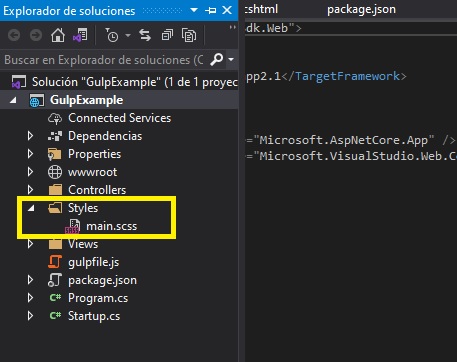 Explorador de soluciones
Buscar en Explorador de soluciones (C
Solución "GulpExample" (1 de 1 proyec
GulpExample
Connected Services
Dependencias
Properties
wwwroot
Controllers
Styles
main.scss
Views
gulpfile.js
package.json
Program.cs
Startup.cs
cshtml package.json
dk.Web">
pp2.1</TargetFramework>
="Microsoft.AspNetCore.App" />
="Microsoft.VisualStudio.Web.Co